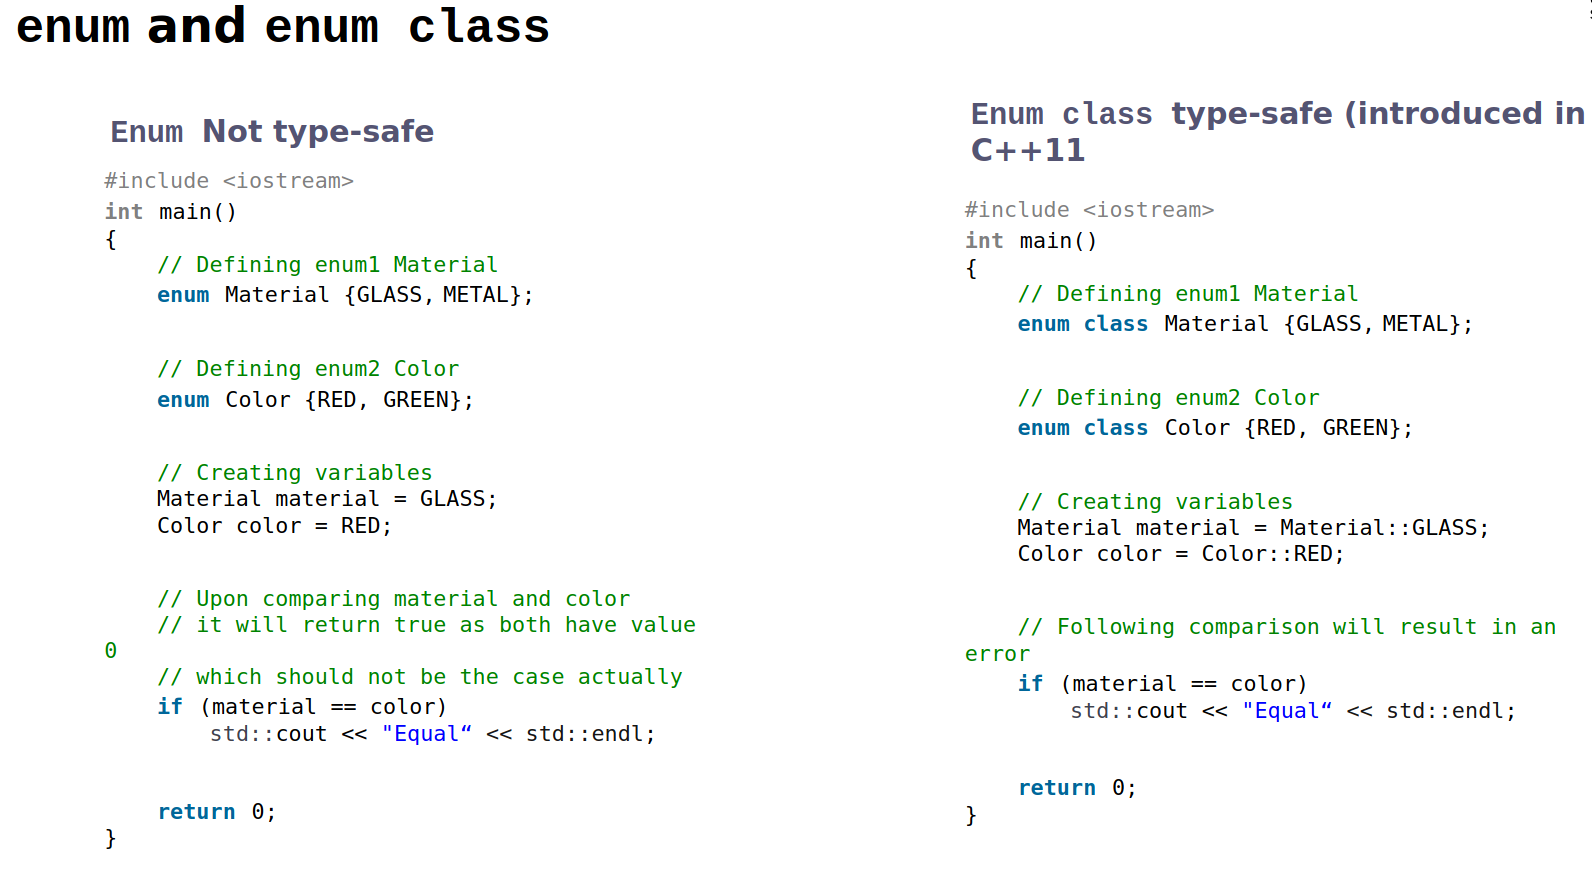 enum and enum class
Enum Not type-safe
#include <iostream>
int main()
{
    // Defining enum1 Material
    enum Material {GLASS, METAL};
    // Defining enum2 Color
    enum Color {RED, GREEN};
    // Creating variables
    Material material = GLASS;
    Color color = RED;
    // Upon comparing material and color
    // it will return true as both have value
0
    // which should not be the case actually
    if (material == color)
        std::cout << "Equal“ << std::endl;
    return 0;
}
Enum class type-safe (introduced in
C++11
#include <iostream>
int main()
{
    // Defining enum1 Material
    enum class Material {GLASS, METAL};
    // Defining enum2 Color
    enum class Color {RED, GREEN};
    // Creating variables
    Material material = Material::GLASS;
    Color color = Color::RED;
    // Following comparison will result in an
error
    if (material == color)
        std::cout << "Equal“ << std::endl;
    return 0;
}